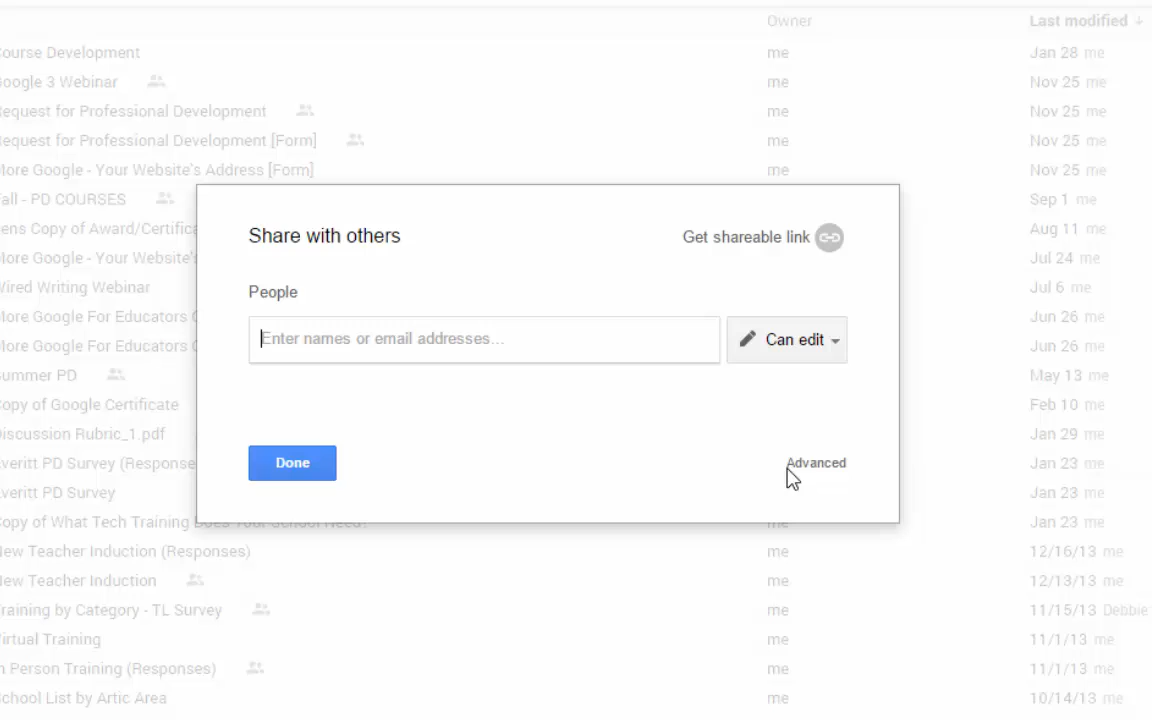 Owner Last modified
ourse Development me Jan 28 me
oogle 3 Webinar me Nov 25 me
equest for Professional Development me Nov 25 me
equest for Professional Development [Form] me Nov 25 me
ore Google - Your Website's Address [Form] me Nov 25 me
all - PD COURSES Sep 1 me
ens Copy of Award/Certifica Aug 11 me
ore Google - Your Website's Jul 24 me
ired Writing Webinar Jul 6 me
ore Google For Educators Jun 26 me
ore Google For Educators Jun 26 me
ummer PD May 13 me
opy of Google Certificate Feb 10 me
iscussion Rubric_1.pdf Jan 29 me
veritt PD Survey (Response Jan 23 me
veritt PD Survey Jan 23 me
opy of What Tech Training Does Your School Need? me Jan 23 me
ew Teacher Induction (Responses) me 12/16/13 me
ew Teacher Induction me 12/13/13 me
raining by Category - TL Survey me 11/15/13 Debbie
irtual Training me 11/1/13 me
n Person Training (Responses) me 11/1/13 me
chool List by Artic Area me 10/14/13 me
Share with others Get shareable link
People
Enter names or email addresses... Can edit
Done Advanced